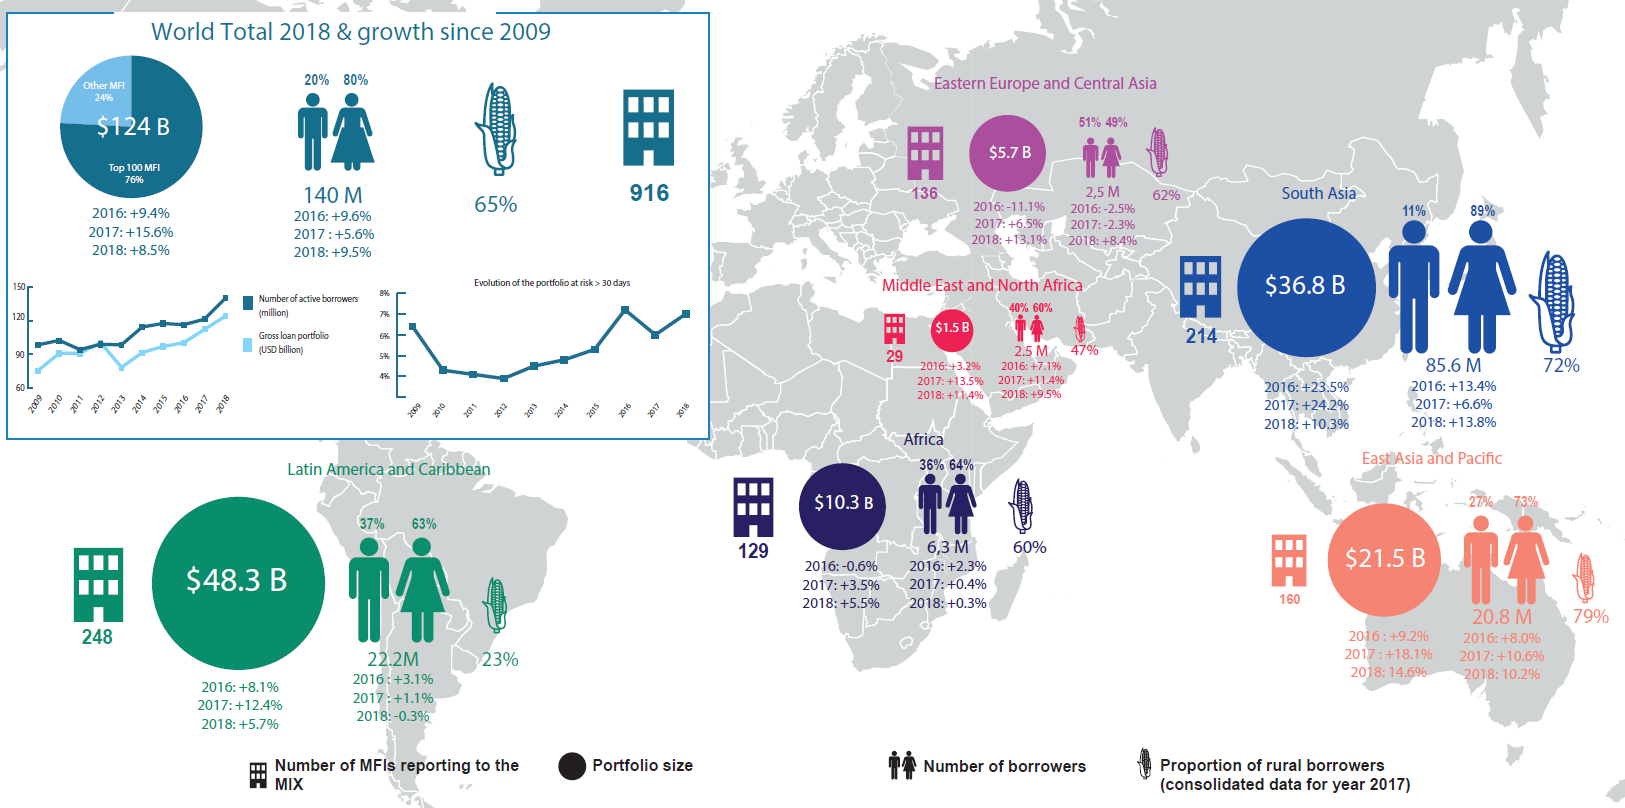 World Total 2018 & growth since 2009
Other MFI
24%
$124 B
Top 100 MFI
76%
2016: +9.4%
2017: +15.6%
2018: +8.5%
20% 80%
140 M
2016: +9.6%
2017 : +5.6%
2018: +9.5%
65%
916
150
120
90
60
2009 2010 2011 2012 2013 2014 2015 2016 2017 2018
Number of active borrowers
(million)
Gross loan portfolio
(USD billion)
Evolution of the portfolio at risk > 30 days
8%
7%
6%
5%
4%
2009 2010 2011 2012 2013 2014 2015 2016 2017 2018
Eastern Europe and Central Asia
136
$5.7 B
2016: -11.1%
2017: +6.5%
2018: +13.1%
51% 49%
2,5 M
2016: -2.5%
2017: -2.3%
2018: +8.4%
62%
Middle East and North Africa
29
$1.5 B
2016: +3.2%
2017: +13.5%
2018: +11.4%
40% 60%
2.5 M
2016: +7.1%
2017: +11.4%
2018: +9.5%
47%
South Asia
214
$36.8 B
2016: +23.5%
2017: +24.2%
2018: +10.3%
11% 89%
85.6 M
2016: +13.4%
2017: +6.6%
2018: +13.8%
72%
Latin America and Caribbean
248
$48.3 B
2016: +8.1%
2017: +12.4%
2018: +5.7%
37% 63%
22.2M
2016 : +3.1%
2017 : +1.1%
2018: -0.3%
23%
Africa
129
$10.3 B
2016: -0.6%
2017: +3.5%
2018: +5.5%
36% 64%
6,3 M
2016: +2.3%
2017: +0.4%
2018: +0.3%
60%
East Asia and Pacific
160
$21.5 B
2016 : +9.2%
2017 : +18.1%
2018: 14.6%
27% 73%
20.8 M
2016: +8.0%
2017: +10.6%
2018: 10.2%
79%
Number of MFIs reporting to the
MIX
Portfolio size
Number of borrowers
Proportion of rural borrowers
(consolidated data for year 2017)